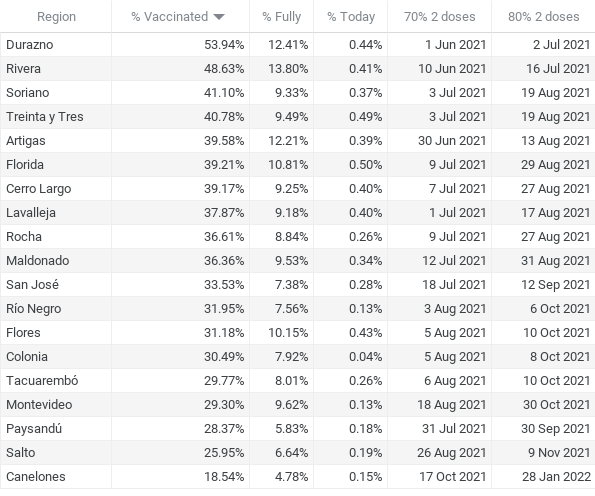 Region % Vaccinated % Fully % Today 70% 2 doses 80% 2 doses
Durazno 53.94% 12.41% 0.44% 1 Jun 2021 2 Jul 2021
Rivera 48.63% 13.80% 0.41% 10 Jun 2021 16 Jul 2021
Soriano 41.10% 9.33% 0.37% 3 Jul 2021 19 Aug 2021
Treinta y Tres 40.78% 9.49% 0.49% 3 Jul 2021 19 Aug 2021
Artigas 39.58% 12.21% 0.39% 30 Jun 2021 13 Aug 2021
Florida 39.21% 10.81% 0.50% 9 Jul 2021 29 Aug 2021
Cerro Largo 39.17% 9.25% 0.40% 7 Jul 2021 27 Aug 2021
Lavalleja 37.87% 9.18% 0.40% 1 Jul 2021 17 Aug 2021
Rocha 36.61% 8.84% 0.26% 9 Jul 2021 27 Aug 2021
Maldonado 36.36% 9.53% 0.34% 12 Jul 2021 31 Aug 2021
San José 33.53% 7.38% 0.28% 18 Jul 2021 12 Sep 2021
Río Negro 31.95% 7.56% 0.13% 3 Aug 2021 6 Oct 2021
Flores 31.18% 10.15% 0.43% 5 Aug 2021 10 Oct 2021
Colonia 30.49% 7.92% 0.04% 5 Aug 2021 8 Oct 2021
Tacuarembó 29.77% 8.01% 0.26% 6 Aug 2021 10 Oct 2021
Montevideo 29.30% 9.62% 0.13% 18 Aug 2021 30 Oct 2021
Paysandú 28.37% 5.83% 0.18% 31 Jul 2021 30 Sep 2021
Salto 25.95% 6.64% 0.19% 26 Aug 2021 9 Nov 2021
Canelones 18.54% 4.78% 0.15% 17 Oct 2021 28 Jan 2022